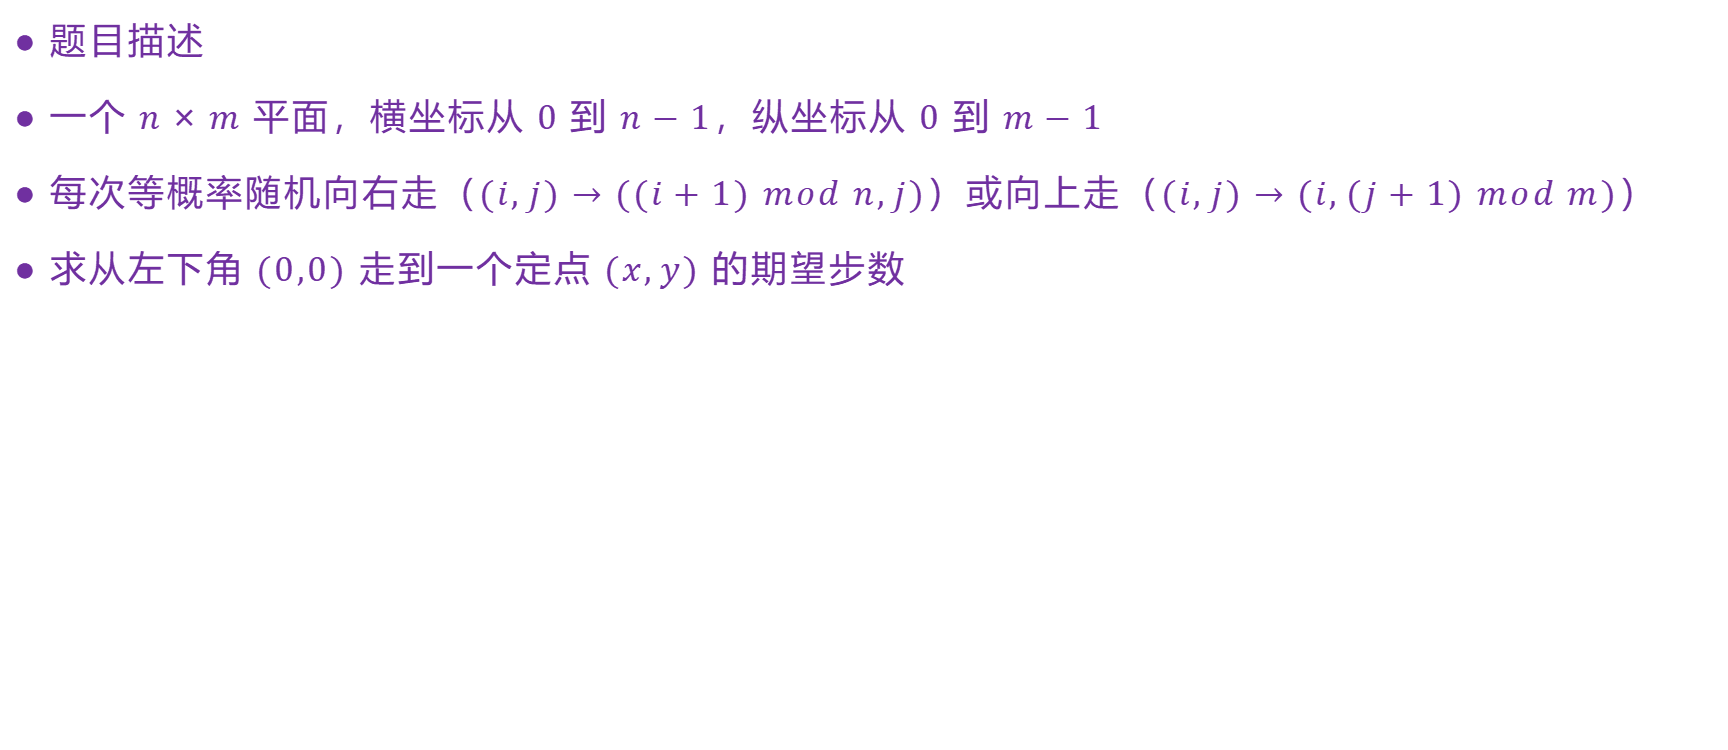 • 题目描述
• 一个 n × m 平面，横坐标从 0 到 n − 1，纵坐标从 0 到 m − 1
• 每次等概率随机向右走（(i, j) → ((i + 1) mod n, j)）或向上走（(i, j) → (i, (j + 1) mod m)）
• 求从左下角 (0,0) 走到一个定点 (x, y) 的期望步数